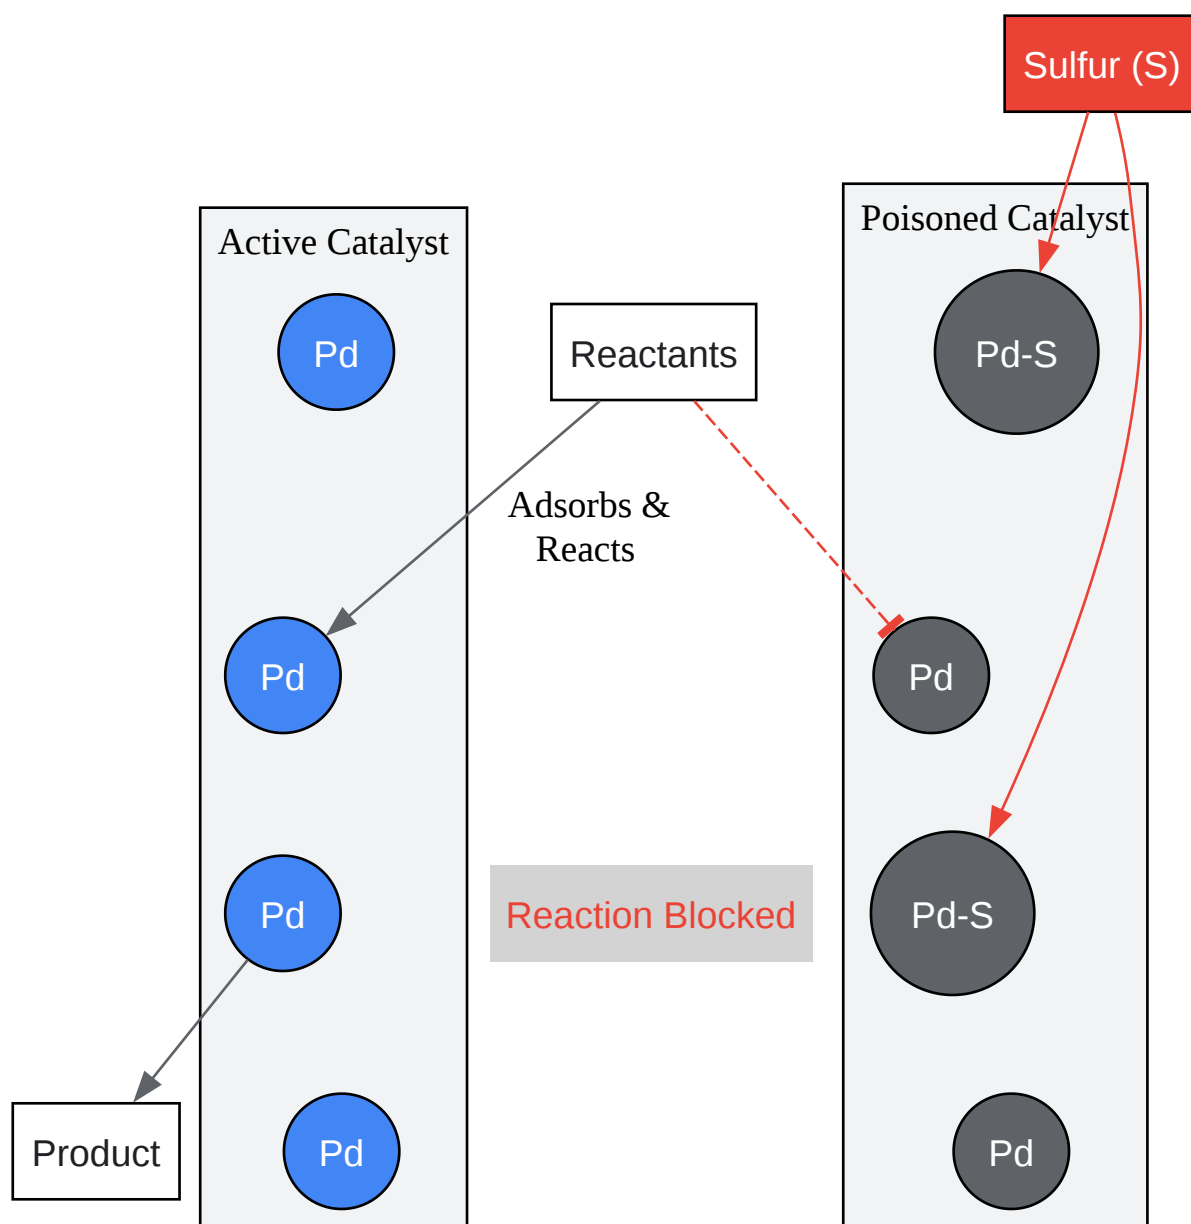 Sulfur (S)
Active Catalyst
Poisoned Catalyst
Pd
Reactants
Pd-S
Adsorbs &
Reacts
Pd
Pd
Pd
Reaction Blocked
Pd-S
Product
Pd
Pd